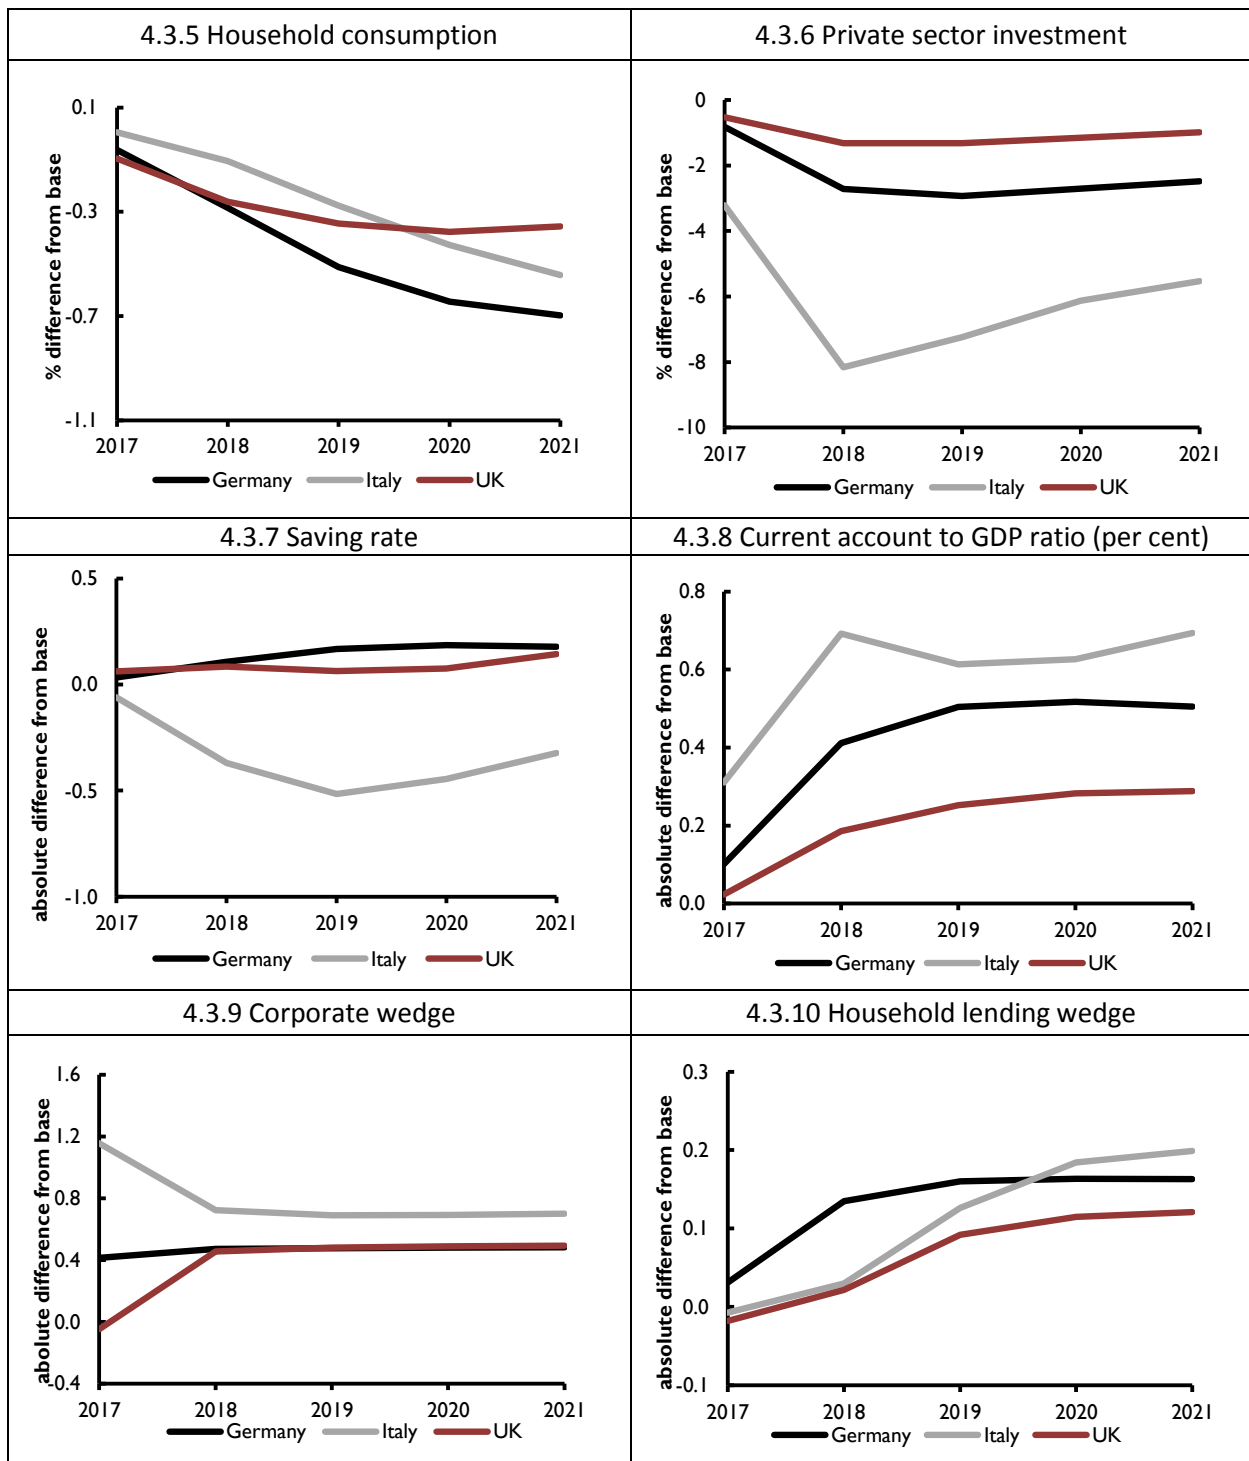 4.3.5 Household consumption
4.3.6 Private sector investment
% difference from base
0.1
-0.3
-0.7
-1.1
2017 2018 2019 2020 2021
Germany Italy UK
% difference from base
0
-2
-4
-6
-8
-10
2017 2018 2019 2020 2021
Germany Italy UK
4.3.7 Saving rate
4.3.8 Current account to GDP ratio (per cent)
absolute difference from base
0.5
0.0
-0.5
-1.0
2017 2018 2019 2020 2021
Germany Italy UK
absolute difference from base
0.8
0.6
0.4
0.2
0.0
2017 2018 2019 2020 2021
Germany Italy UK
4.3.9 Corporate wedge
4.3.10 Household lending wedge
abolute difference from base
1.6
1.2
0.8
0.4
0.0
-0.4
2017 2018 2019 2020 2021
Germany Italy UK
absolute difference from base
0.3
0.2
0.1
0.0
-0.1
2017 2018 2019 2020 2021
Germany Italy UK